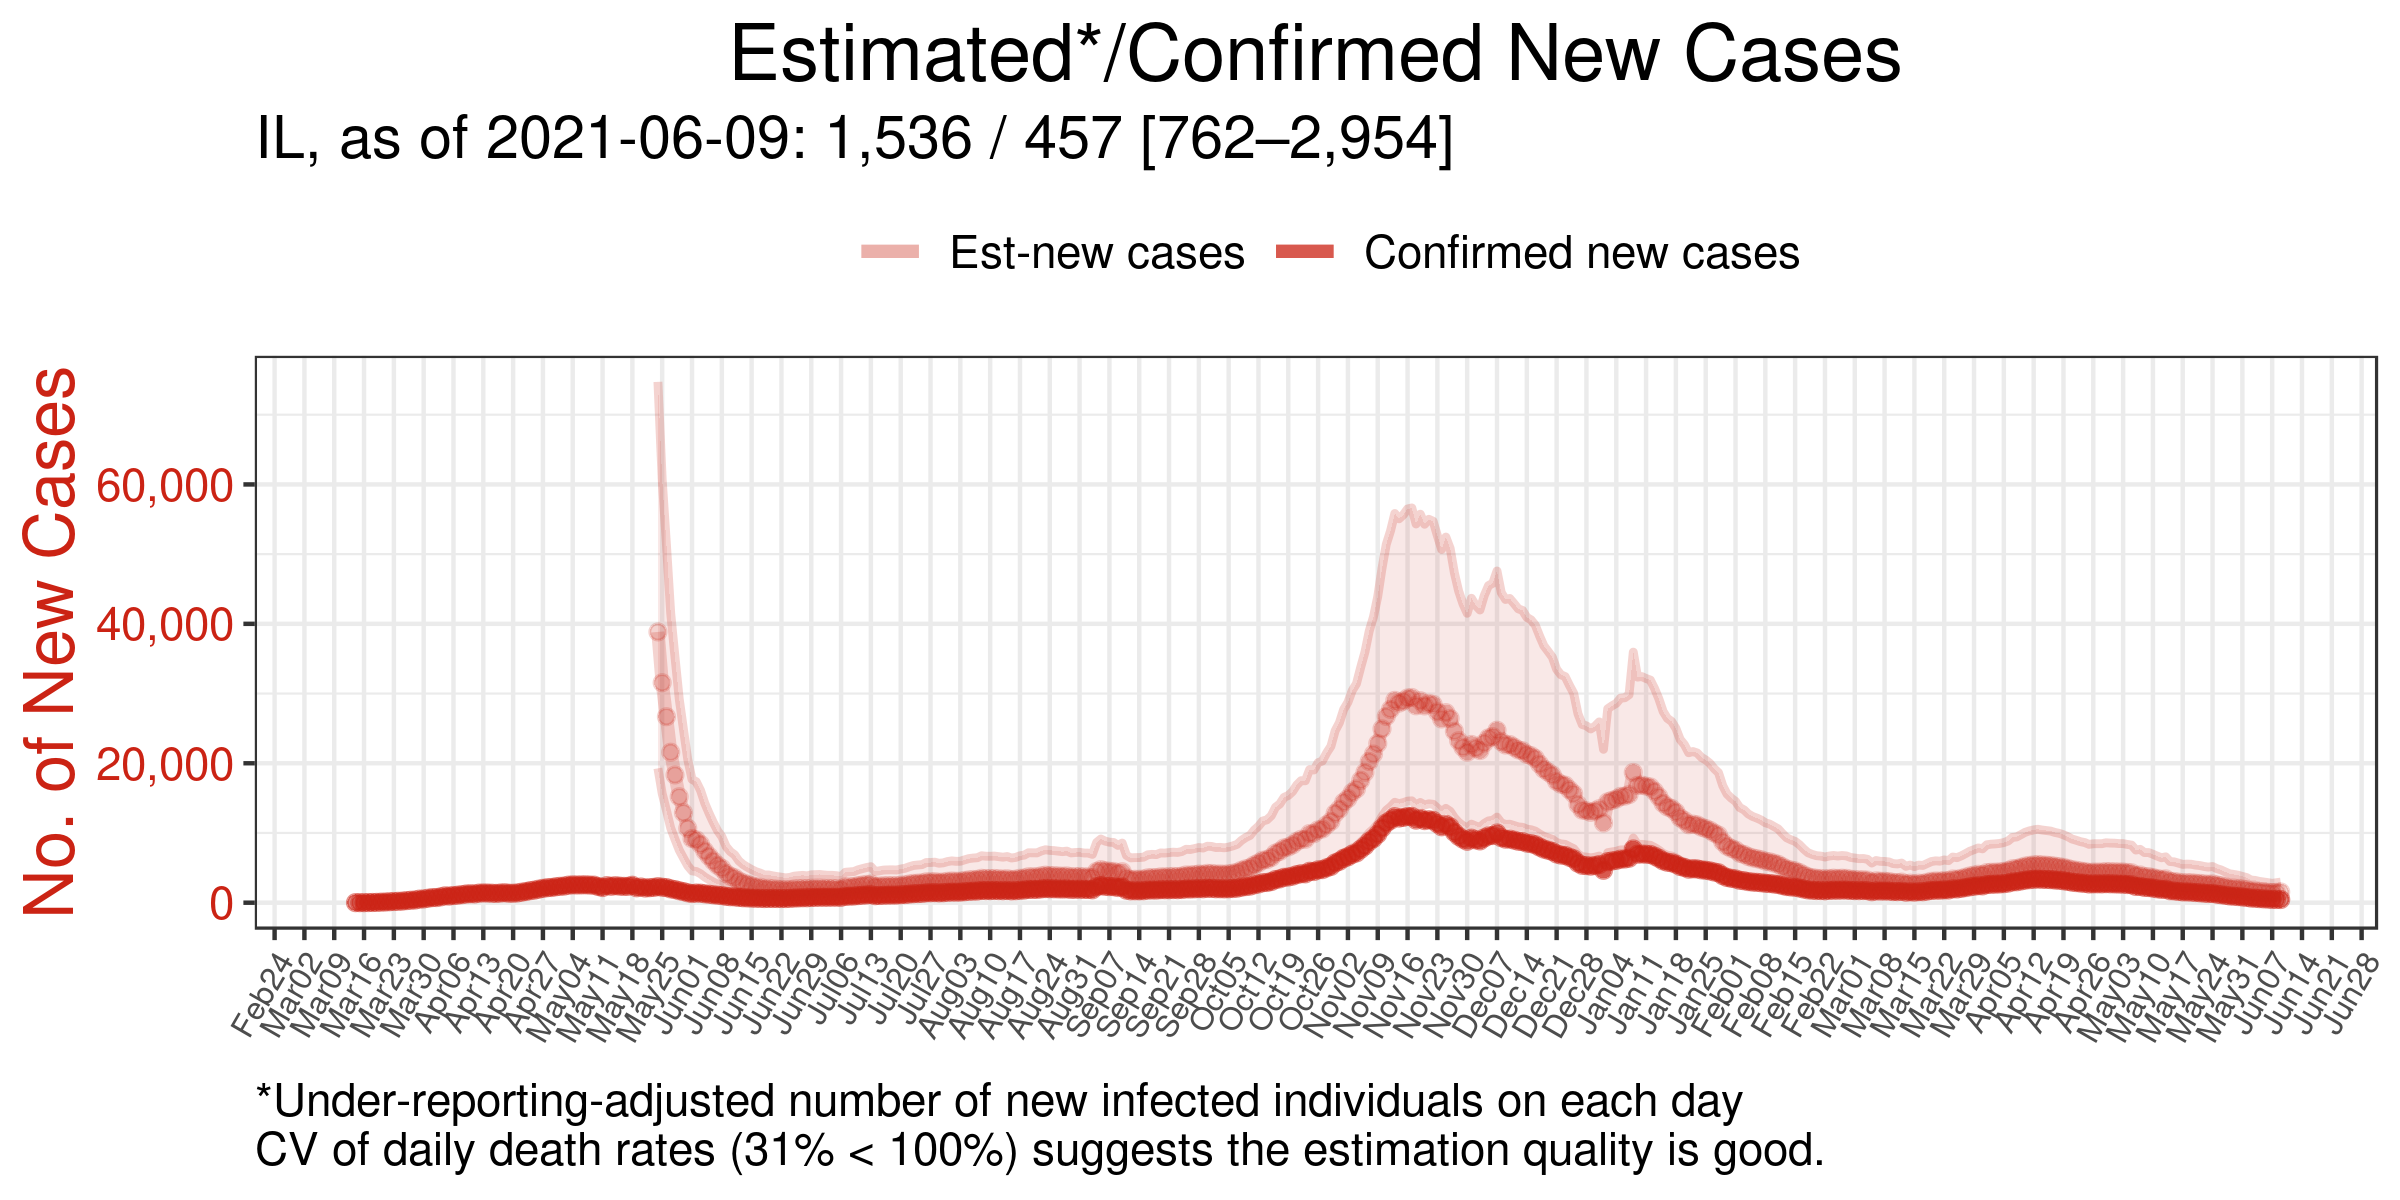 Estimated*/Confirmed New Cases
IL, as of 2021-06-09: 1,536 / 457 [762–2,954]
Est-new cases Confirmed new cases
No. of New Cases
60,000
40,000
20,000
0
Feb24 Mar02 Mar09 Mar16 Mar23 Mar30 Apr06 Apr13 Apr20 Apr27 May04 May11 May18 May25 Jun01 Jun08 Jun15 Jun22 Jun29 Jul06 Jul13 Jul20 Jul27 Aug03 Aug10 Aug17 Aug24 Aug31 Sep07 Sep14 Sep21 Sep28 Oct05 Oct12 Oct19 Oct26 Nov02 Nov09 Nov16 Nov23 Nov30 Dec07 Dec14 Dec21 Dec28 Jan04 Jan11 Jan18 Jan25 Feb01 Feb08 Feb15 Feb22 Mar01 Mar08 Mar15 Mar22 Mar29 Apr05 Apr12 Apr19 Apr26 May03 May10 May17 May24 May31 Jun07 Jun14 Jun21 Jun28
*Under-reporting-adjusted number of new infected individuals on each day
CV of daily death rates (31% < 100%) suggests the estimation quality is good.